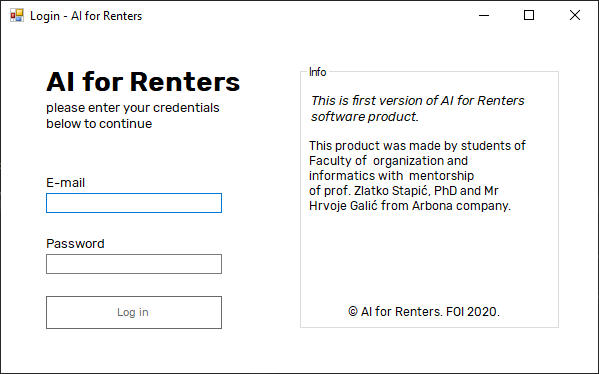 Login - AI for Renters
AI for Renters
please enter your credentials
below to continue
E-mail
Password
Log in
Info
This is first version of AI for Renters
software product.
This product was made by students of
Faculty of  organization and
informatics with  mentorship
of prof. Zlatko Stapić, PhD and Mr
Hrvoje Galić from Arbona company.
© AI for Renters. FOI 2020.